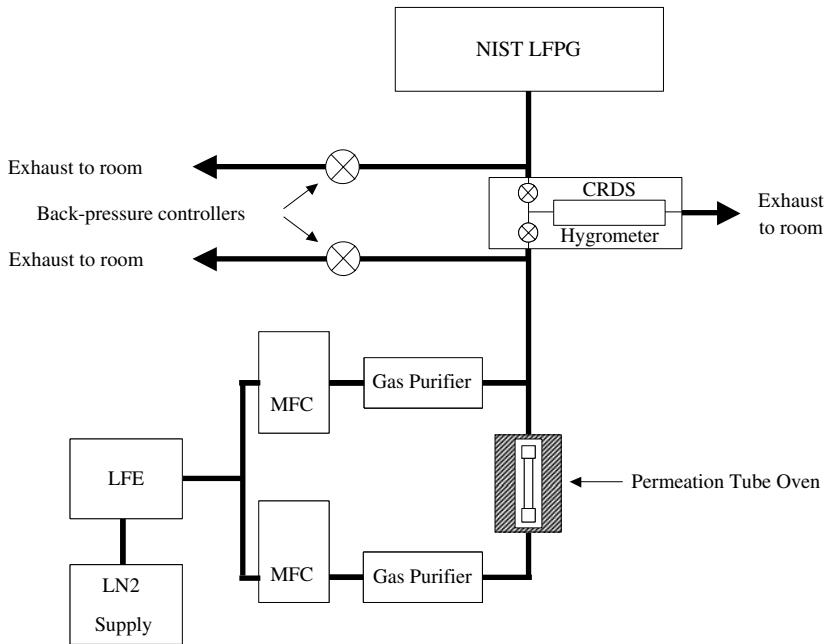 NIST LFPG
Exhaust to room
CRDS
Exhaust
to room
Back-pressure controllers
Hygrometer
Exhaust to room
Gas Purifier
MFC
LFE
Permeation Tube Oven
MFC
Gas Purifier
LN2
Supply